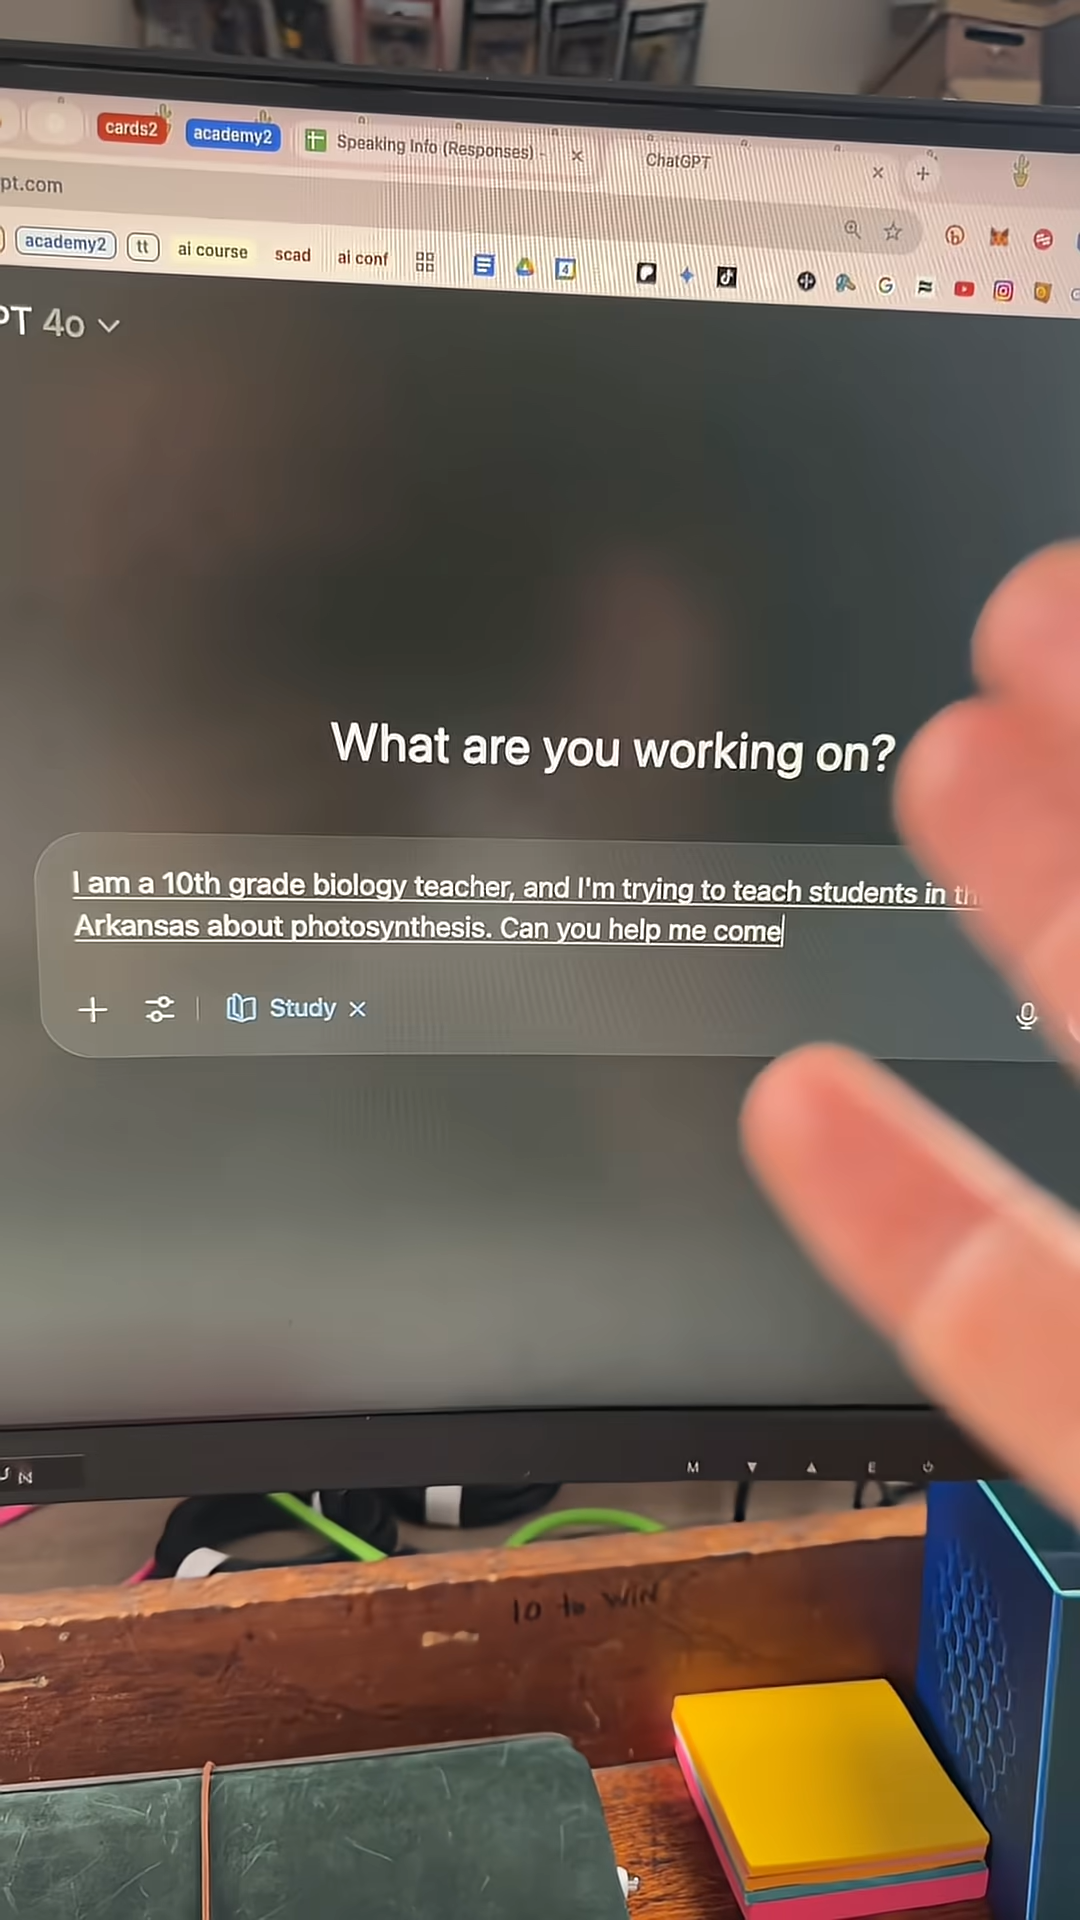 cards2
academy2
Speaking Info (Responses) -
ChatGPT
pt.com
academy2
tt
ai course
scad
ai conf
4
PT 4o
What are you working on?
I am a 10th grade biology teacher, and I'm trying to teach students in
Arkansas about photosynthesis. Can you help me come
Study
M
E
10 to WIN